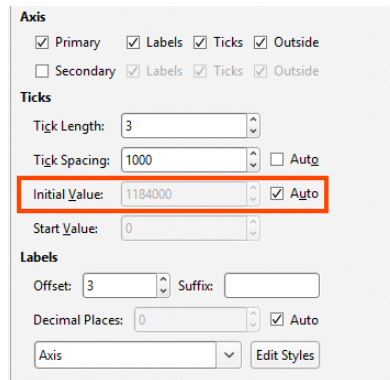 Axis
Primary Labels Ticks Outside
Secondary Labels Ticks Outside
Ticks
Tick Length: 3
Tick Spacing: 1000 Auto
Initial Value: 1184000 Auto
Start Value: 0
Labels
Offset: 3 Suffix:
Decimal Places: 0 Auto
Axis Edit Styles